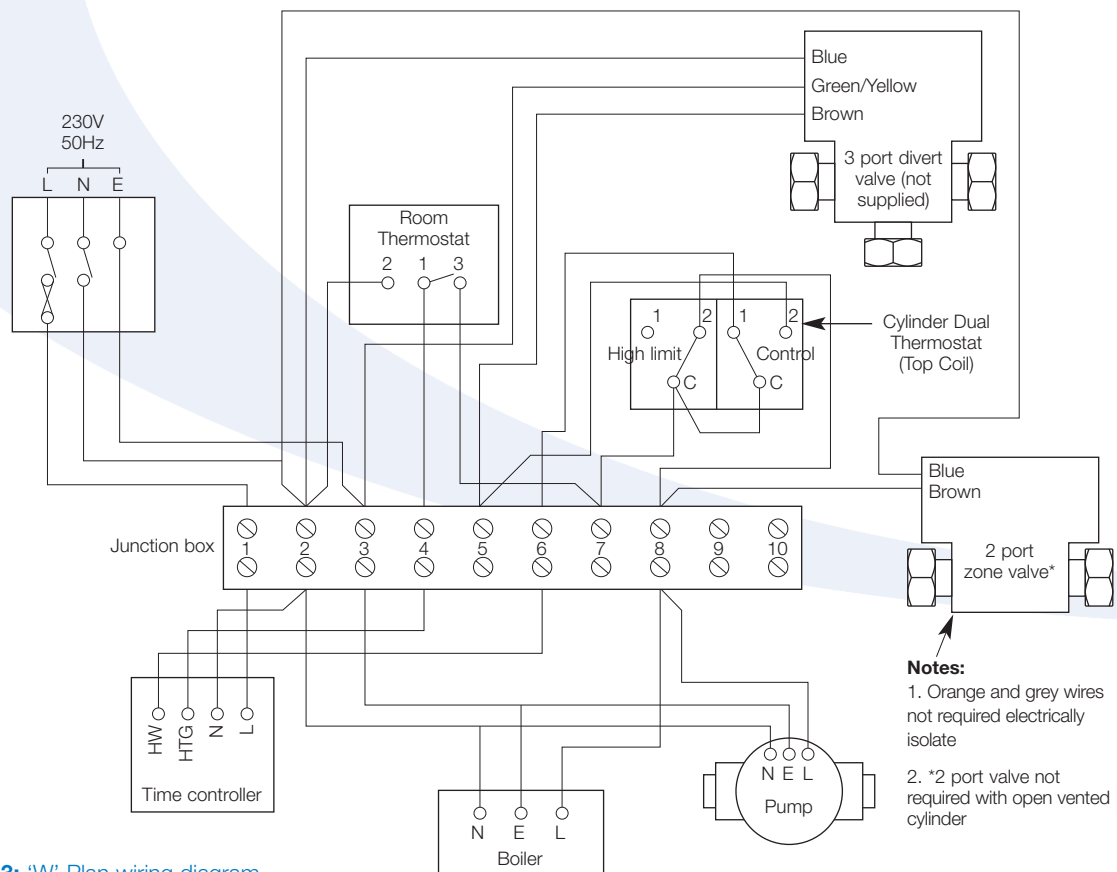 230V
50Hz
L N E
Blue
Green/Yellow
Brown
3 port divert
valve (not
supplied)
Room
Thermostat
2 1 3
1 2 1 2
High limit Control
C C
Cylinder Dual
Thermostat
(Top Coil)
Blue
Brown
2 port
zone valve*
Junction box
1 2 3 4 5 6 7 8 9 10
HW HTG N L
Time controller
N E L
Boiler
N E L
Pump
Notes:
1. Orange and grey wires
not required electrically
isolate
2. *2 port valve not
required with open vented
cylinder
3: 'W' Plan wiring diagram